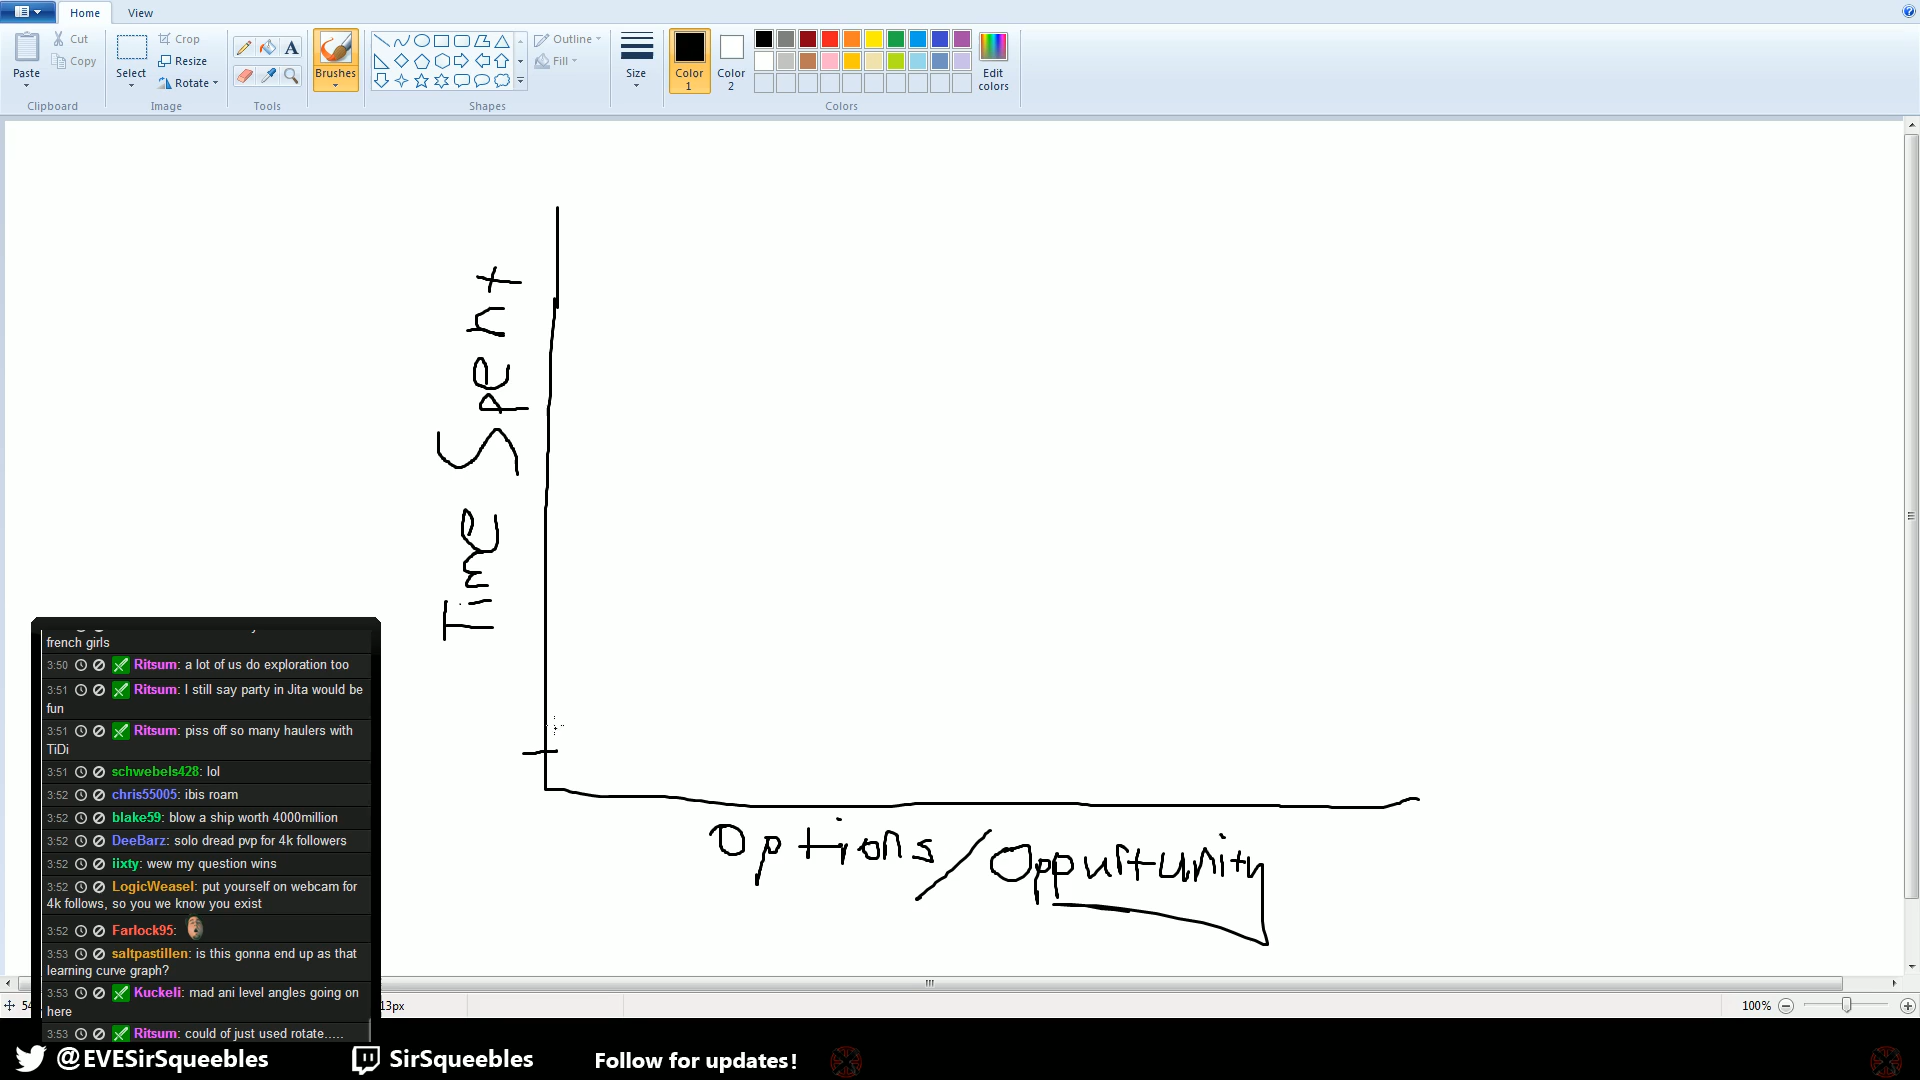 Home View
Paste
Cut
Copy
Clipboard
Select
Crop
Resize
Rotate
Image
Tools
Brushes
Shapes
Outline
Fill
Size
Color 1
Color 2
Edit colors
Colors
Time Spent
Options/Oppurtunity
french girls
3:50 Ritsum: a lot of us do exploration too
3:51 Ritsum: I still say party in Jita would be
fun
3:51 Ritsum: piss off so many haulers with
TiDi
3:51 schwebels428: lol
3:52 chris55005: ibis roam
3:52 blake59: blow a ship worth 4000million
3:52 DeeBarz: solo dread pvp for 4k followers
3:52 iixty: wew my question wins
3:52 LogicWeasel: put yourself on webcam for
4k follows, so you we know you exist
3:52 Farlock95:
3:53 saltpastillen: is this gonna end up as that
learning curve graph?
3:53 Kuckeli: mad ani level angles going on
here
3:53 Ritsum: could of just used rotate.....
13px
100%
@EVESirSqueebles SirSqueebles Follow for updates!